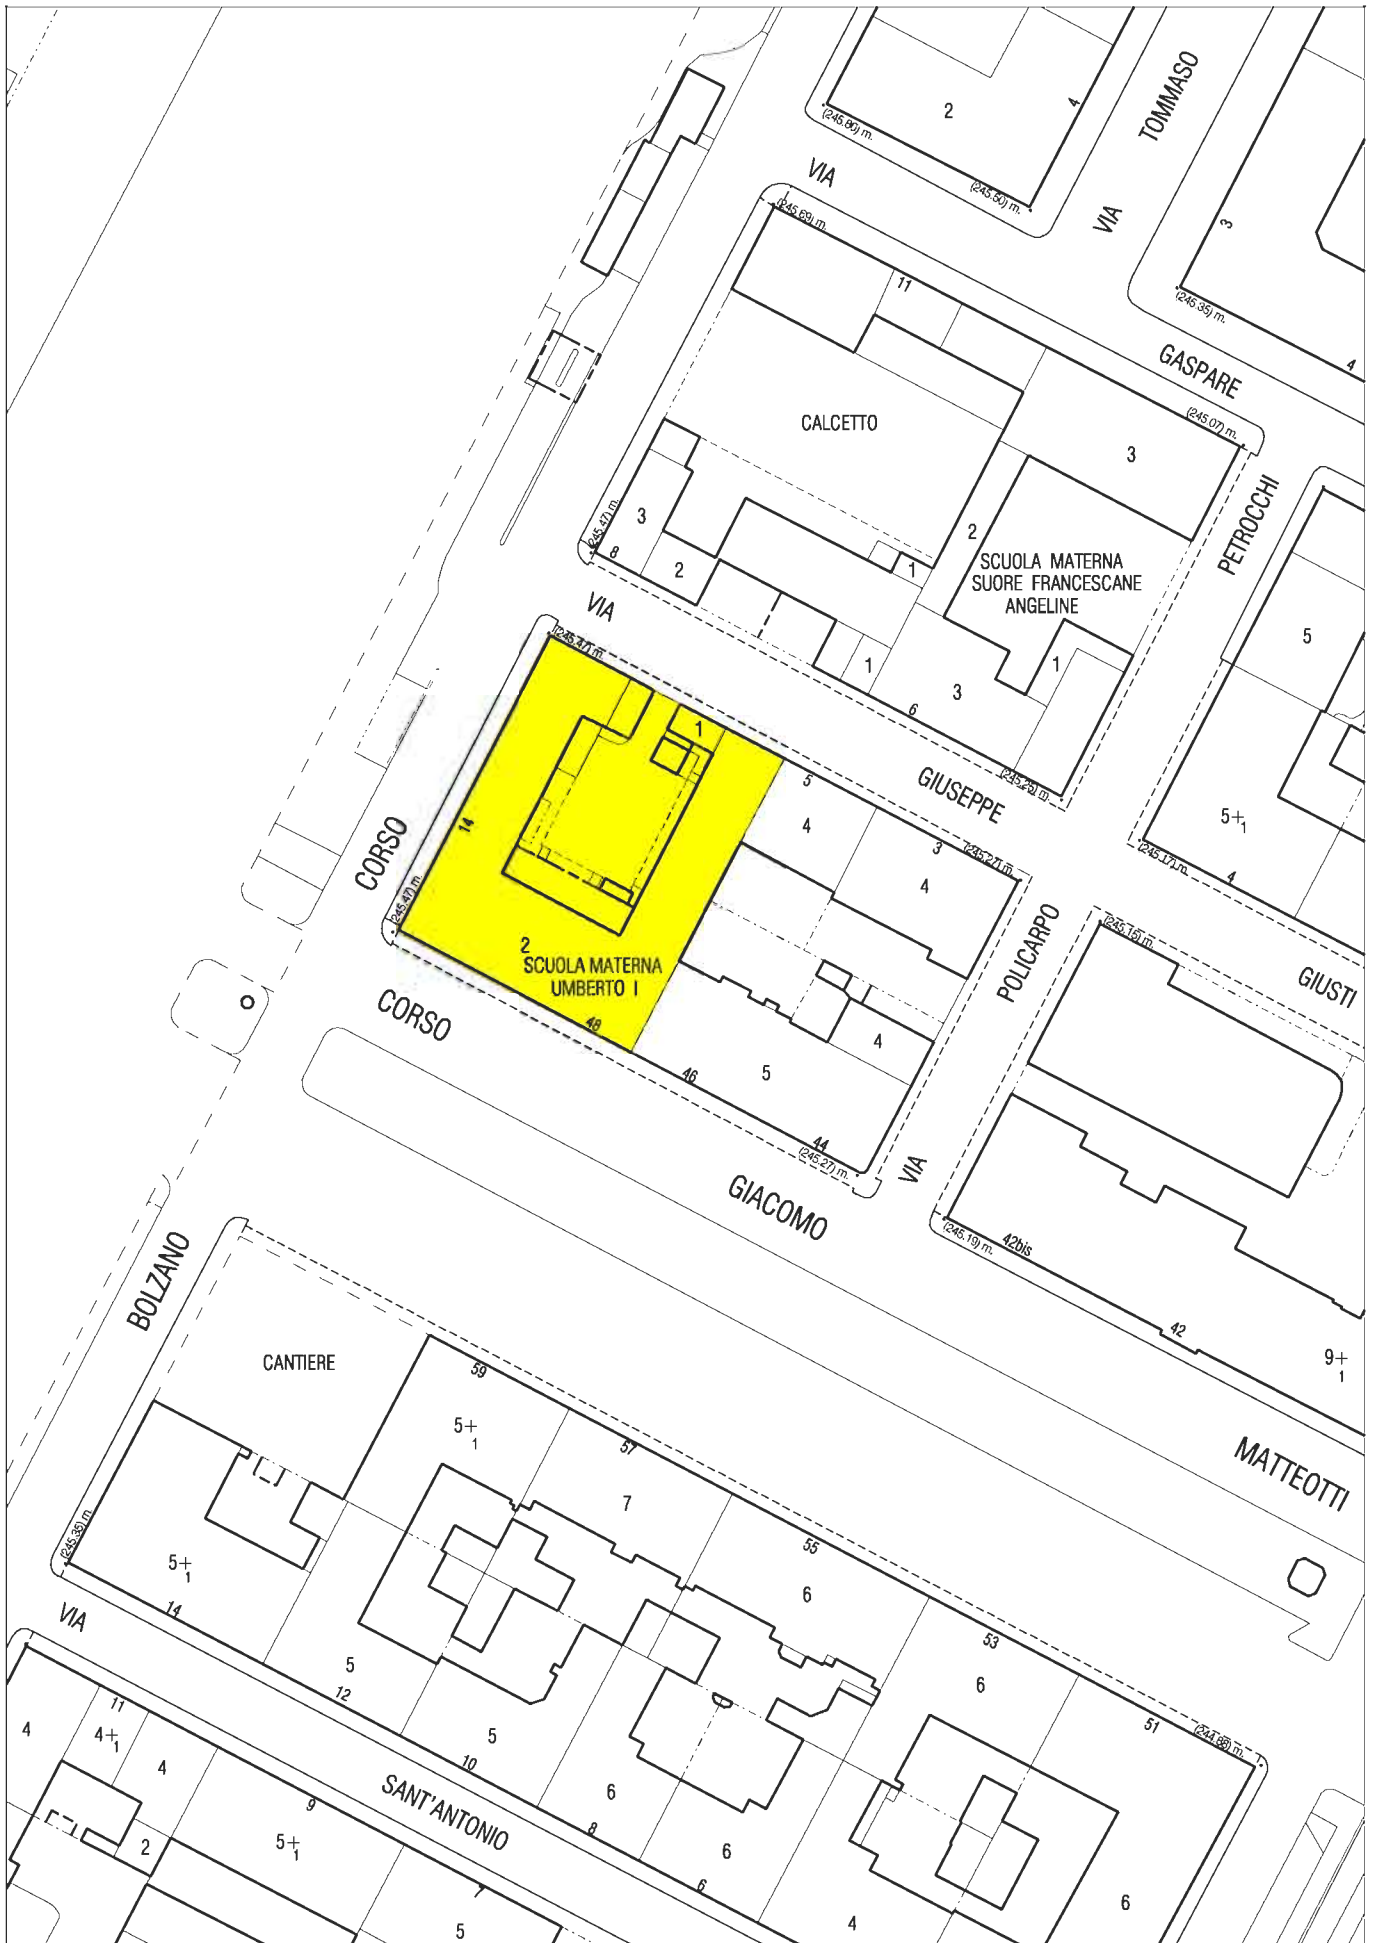 TOMMASO
2
4
(245.80) m.
(245.50) m.
VIA
VIA
(245.69) m.
3
(245.35) m.
4
11
GASPARE
CALCETTO
(245.07) m.
3
PETROCCHI
(245.47) m.
3
8
2
2
1
SCUOLA MATERNA
SUORE FRANCESCANE
ANGELINE
VIA
5
(245.47) m.
1
3
1
6
1
GIUSEPPE
(245.25) m.
5
14
4
3
(245.27) m.
5+1
(245.17) m.
4
4
CORSO
(245.47) m.
POLICARPO
(245.15) m.
2
SCUOLA MATERNA
UMBERTO I
GIUSTI
CORSO
48
4
46
5
44
(245.27) m.
VIA
GIACOMO
(245.19) m.
42bis
BOLZANO
42
9+1
CANTIERE
59
5+1
57
MATTEOTTI
7
55
(245.35) m.
5+1
6
14
VIA
53
5
12
6
11
4
4+1
5
51
(244.88) m.
4
10
6
SANT'ANTONIO
9
8
5+1
2
6
6
7
5
4
6